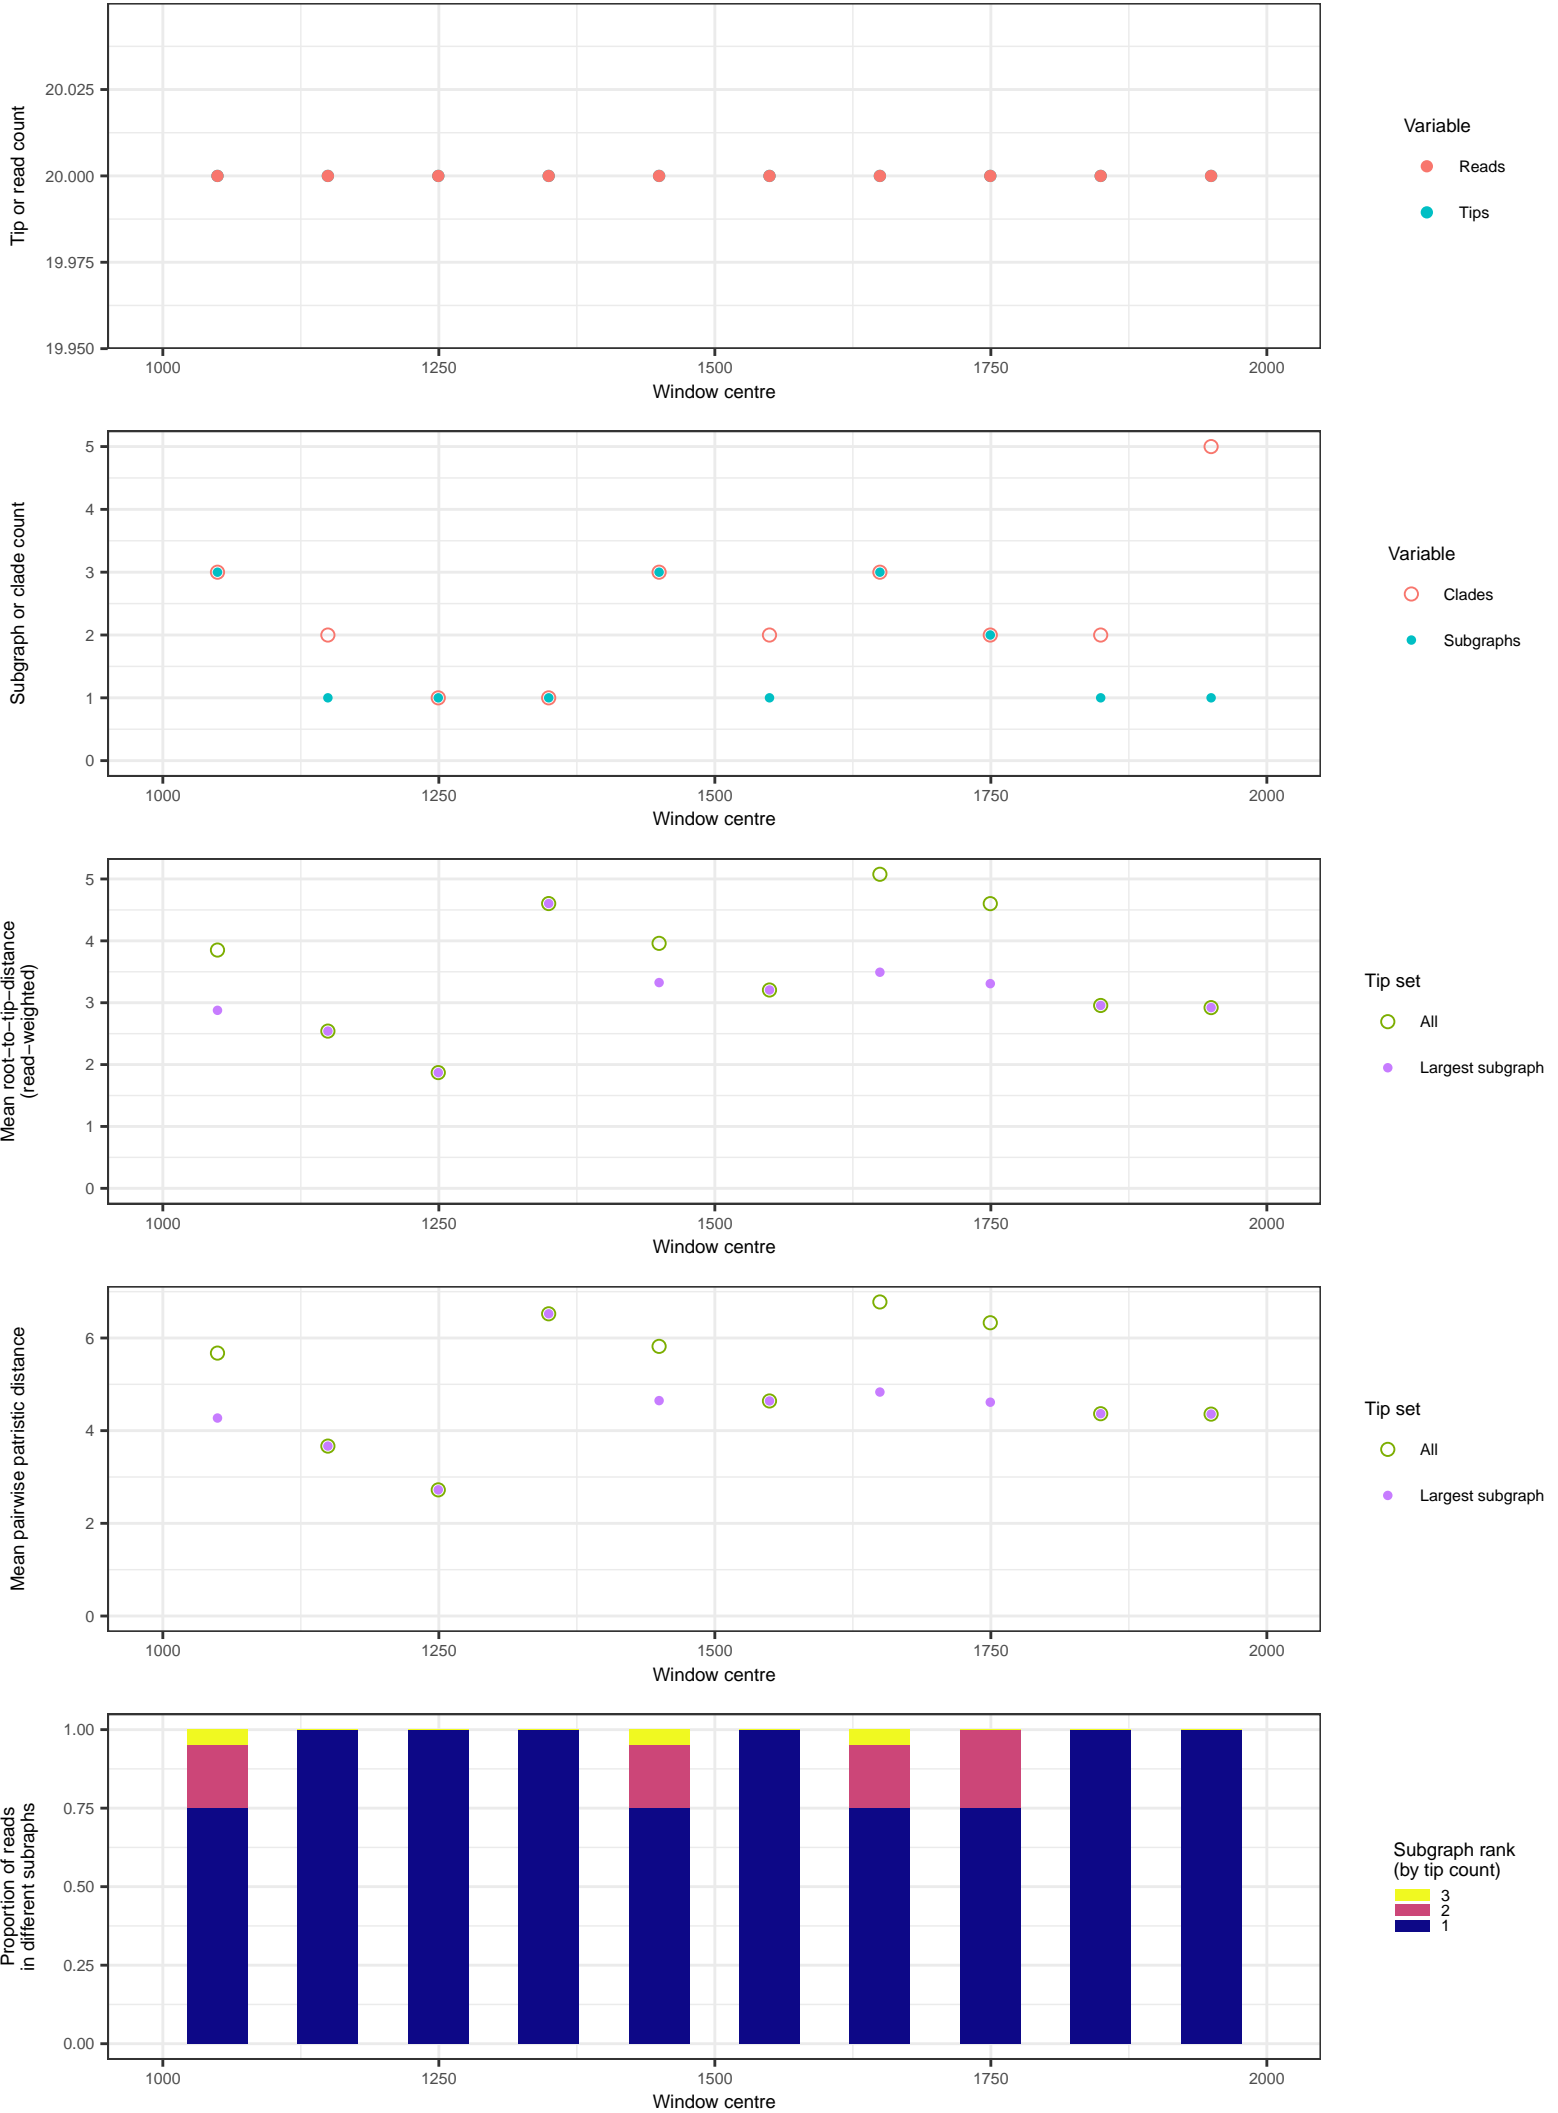 Tip or read count
20.025
20.000
19.975
19.950
1000 1250 1500 1750 2000
Window centre
Variable
Reads
Tips
Subgraph or clade count
5
4
3
2
1
0
1000 1250 1500 1750 2000
Window centre
Variable
Clades
Subgraphs
Mean root−to−tip−distance
(read−weighted)
5
4
3
2
1
0
1000 1250 1500 1750 2000
Window centre
Tip set
All
Largest subgraph
Mean pairwise patristic distance
6
4
2
0
1000 1250 1500 1750 2000
Window centre
Tip set
All
Largest subgraph
Proportion of reads
in different subraphs
1.00
0.75
0.50
0.25
0.00
1000 1250 1500 1750 2000
Window centre
Subgraph rank
(by tip count)
3
2
1